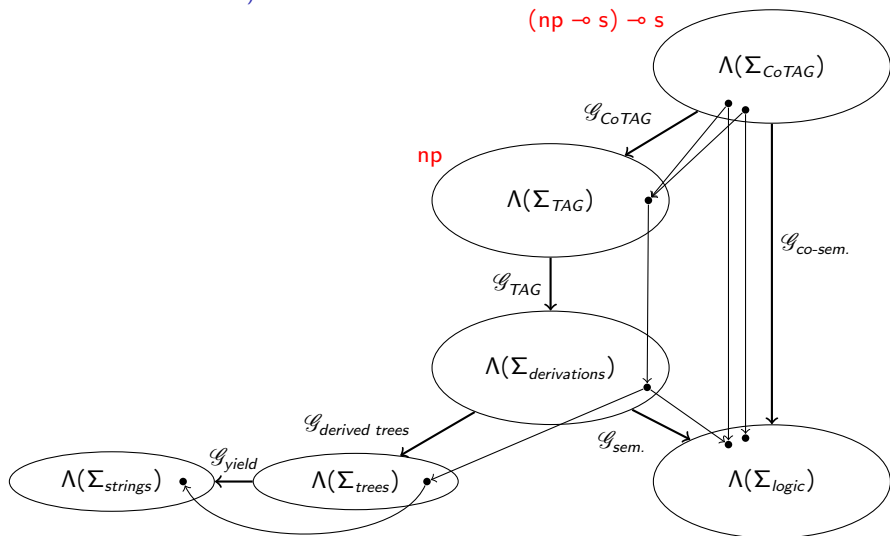 (np ⊸ s) ⊸ s
Λ(Σ_CoTAG)
𝒢_CoTAG
np
Λ(Σ_TAG)
𝒢_co-sem.
𝒢_TAG
Λ(Σ_derivations)
𝒢_derived trees
𝒢_sem.
𝒢_yield
Λ(Σ_strings)
Λ(Σ_trees)
Λ(Σ_logic)